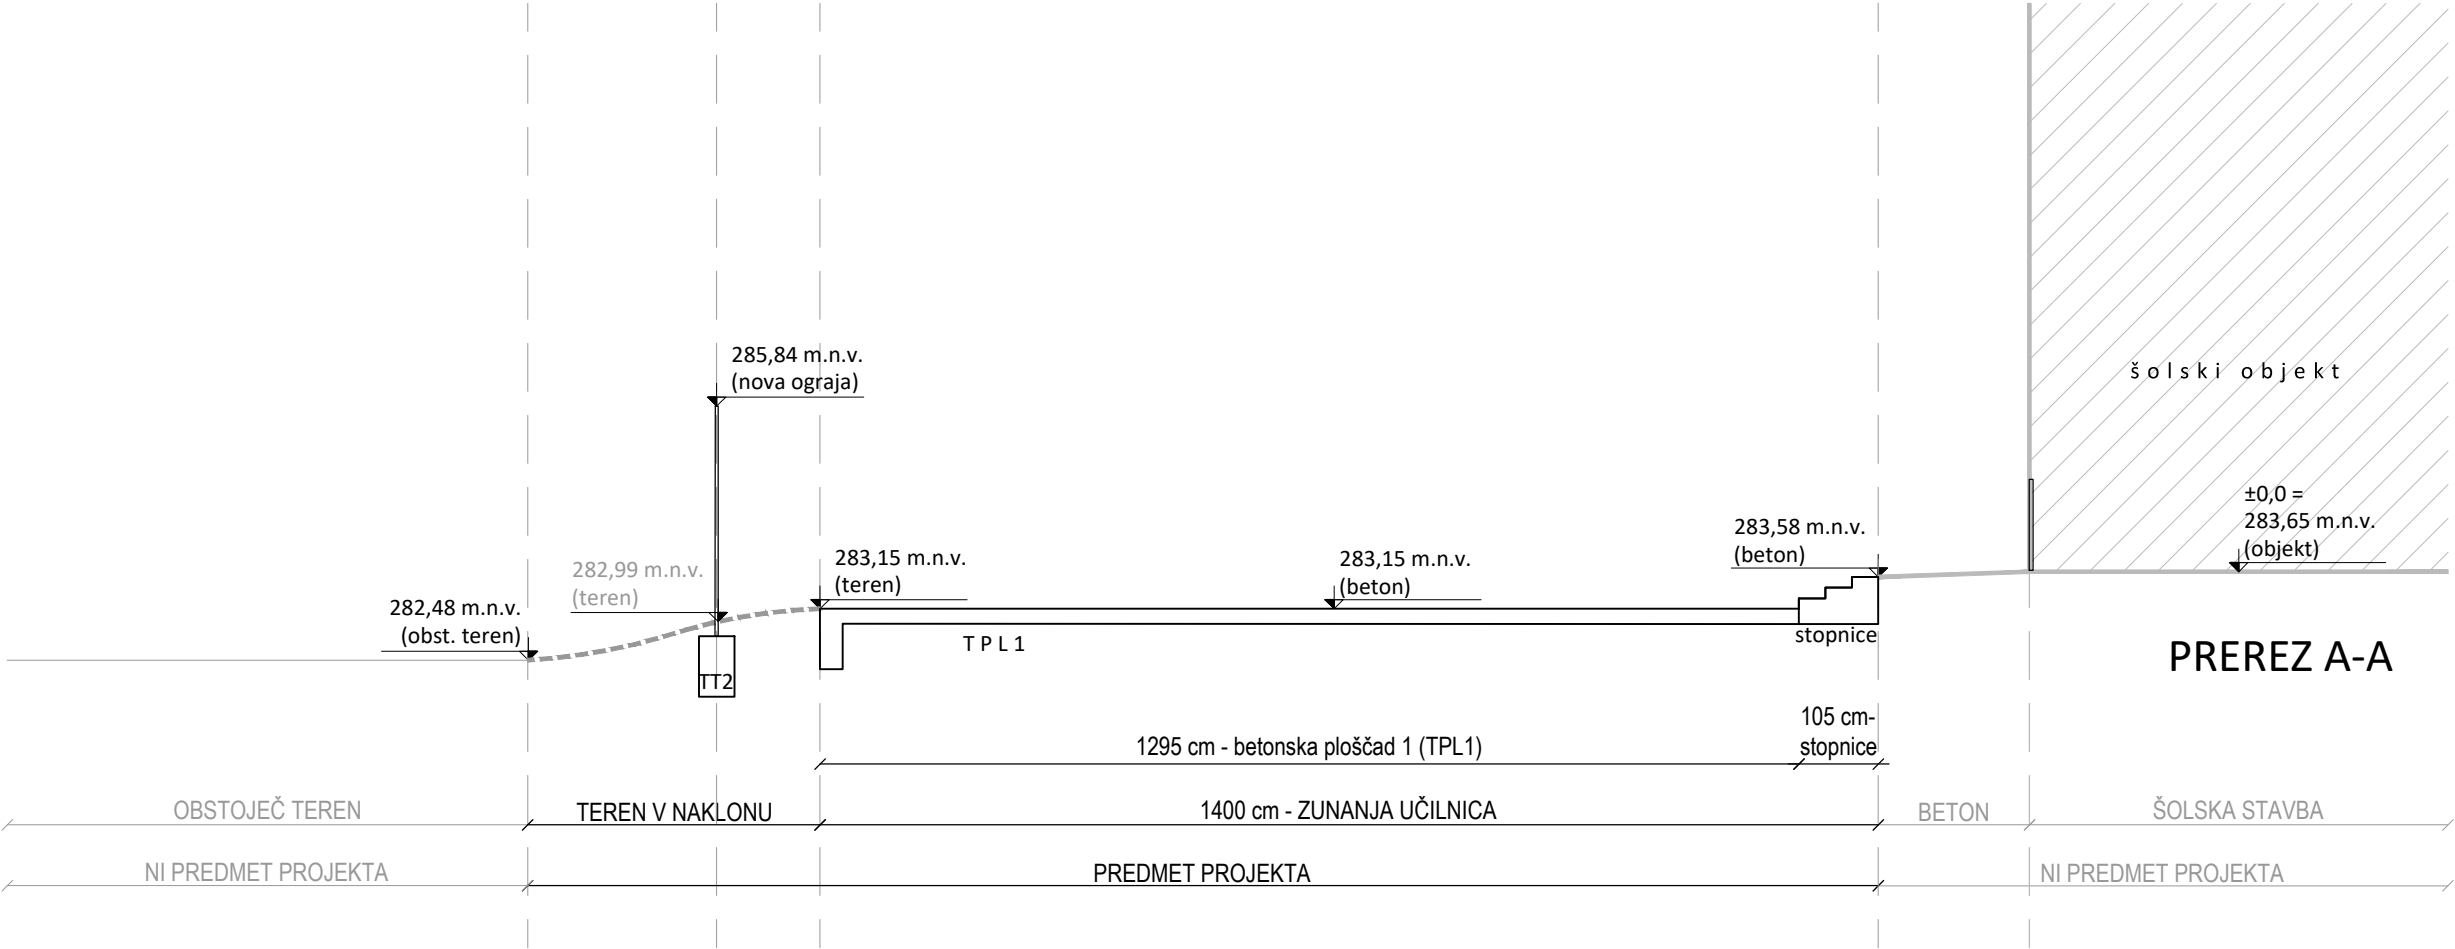 285,84 m.n.v.
(nova ograja)
šolski objekt
±0,0 =
283,65 m.n.v.
(objekt)
283,58 m.n.v.
(beton)
283,15 m.n.v.
(teren)
283,15 m.n.v.
(beton)
282,99 m.n.v.
(teren)
282,48 m.n.v.
(obst. teren)
TPL1
stopnice
TT2
PREREZ A-A
105 cm-
stopnice
1295 cm - betonska ploščad 1 (TPL1)
OBSTOJEČ TEREN
TEREN V NAKLONU
1400 cm - ZUNANJA UČILNICA
BETON
ŠOLSKA STAVBA
NI PREDMET PROJEKTA
PREDMET PROJEKTA
NI PREDMET PROJEKTA